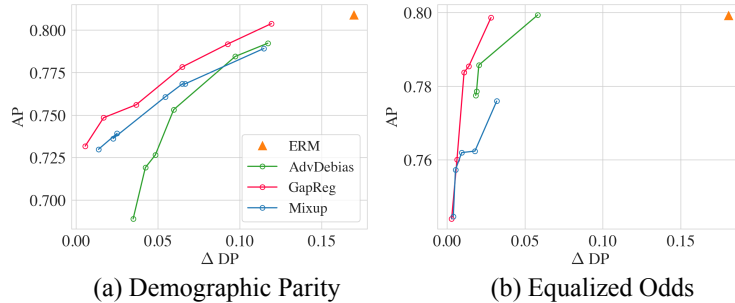 0.800
0.775
0.750
0.725
0.700
AP
0.00 0.05 0.10 0.15
Δ DP
ERM
AdvDebias
GapReg
Mixup
(a) Demographic Parity
0.80
0.78
0.76
AP
0.00 0.05 0.10 0.15
Δ DP
(b) Equalized Odds